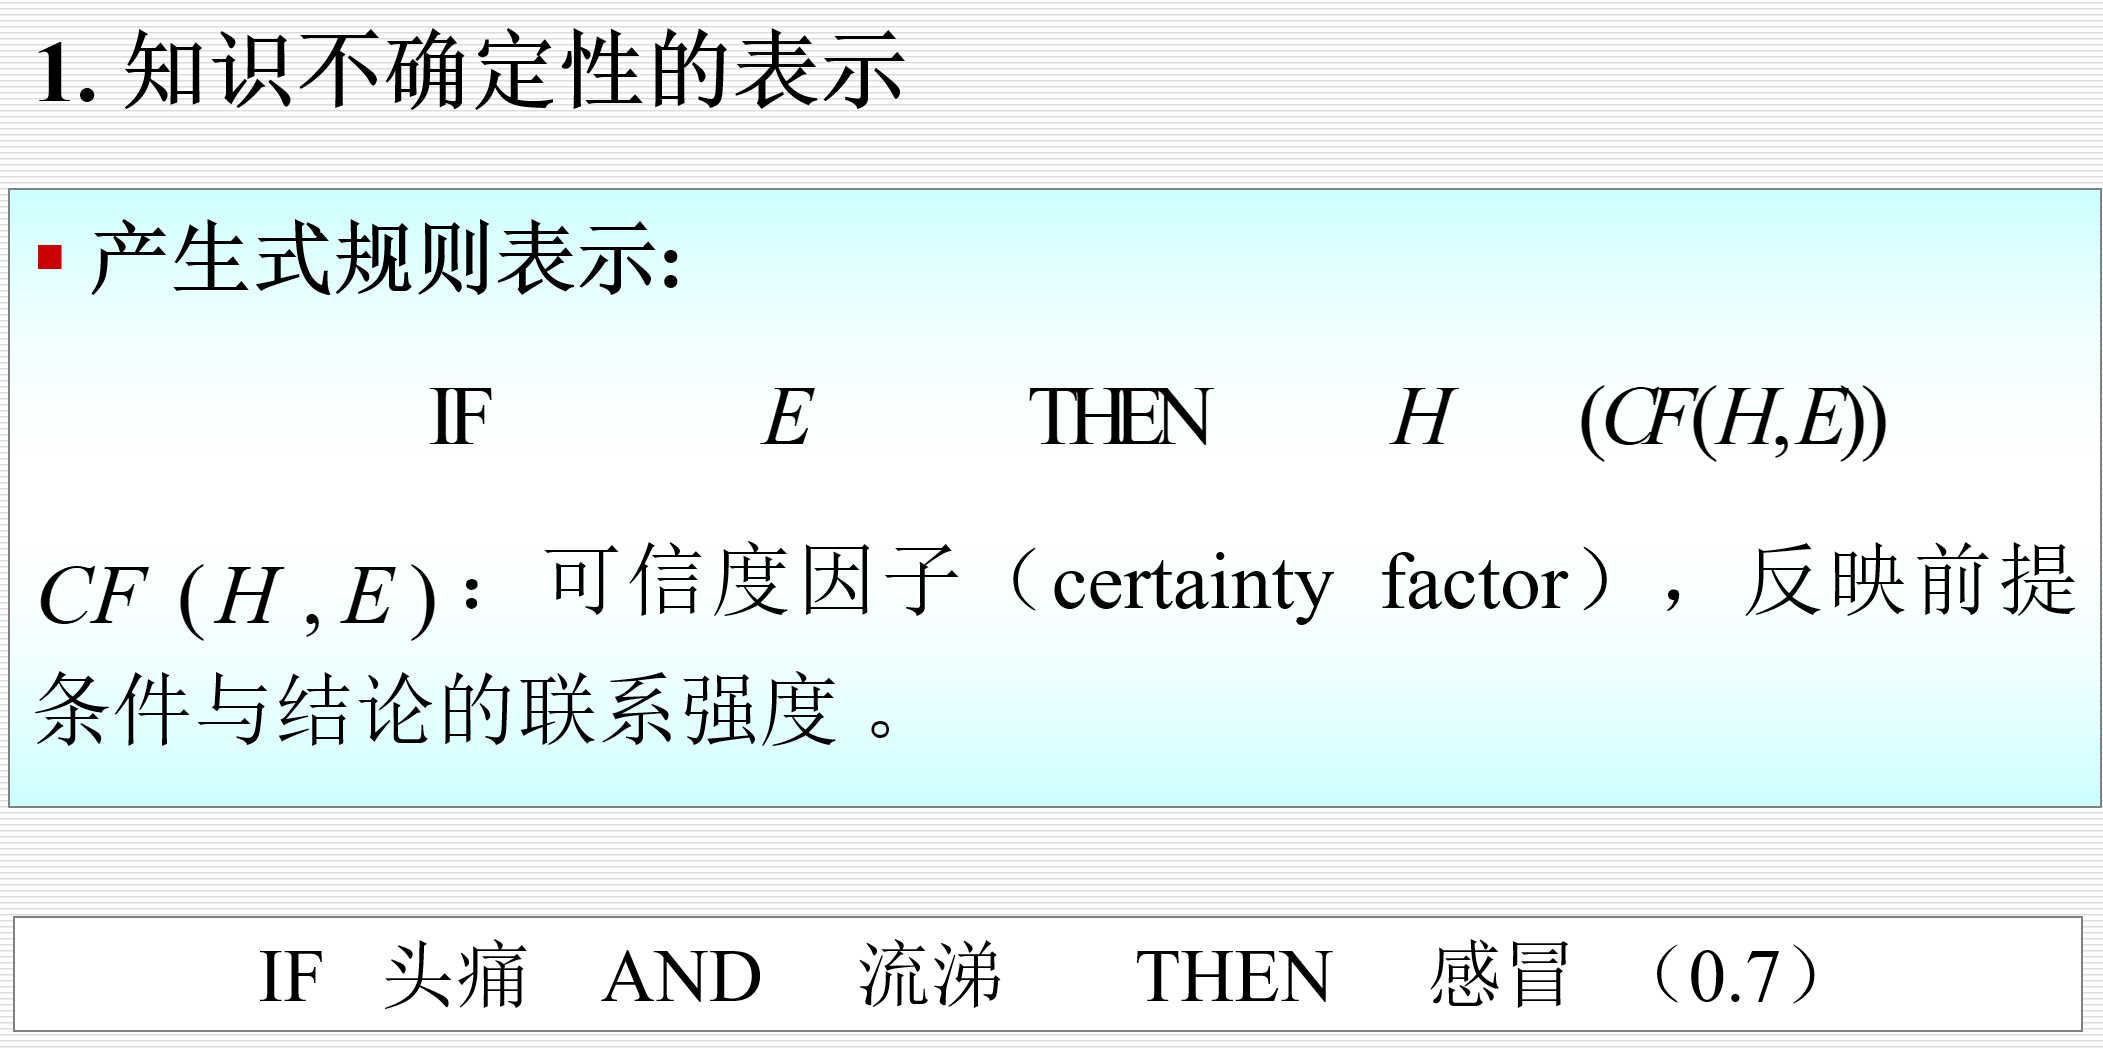 1. 知识不确定性的表示
产生式规则表示:
IF E THEN H (CF(H,E))
CF (H , E)：可信度因子（certainty factor），反映前提
条件与结论的联系强度 。
IF 头痛 AND 流涕 THEN 感冒 （0.7）